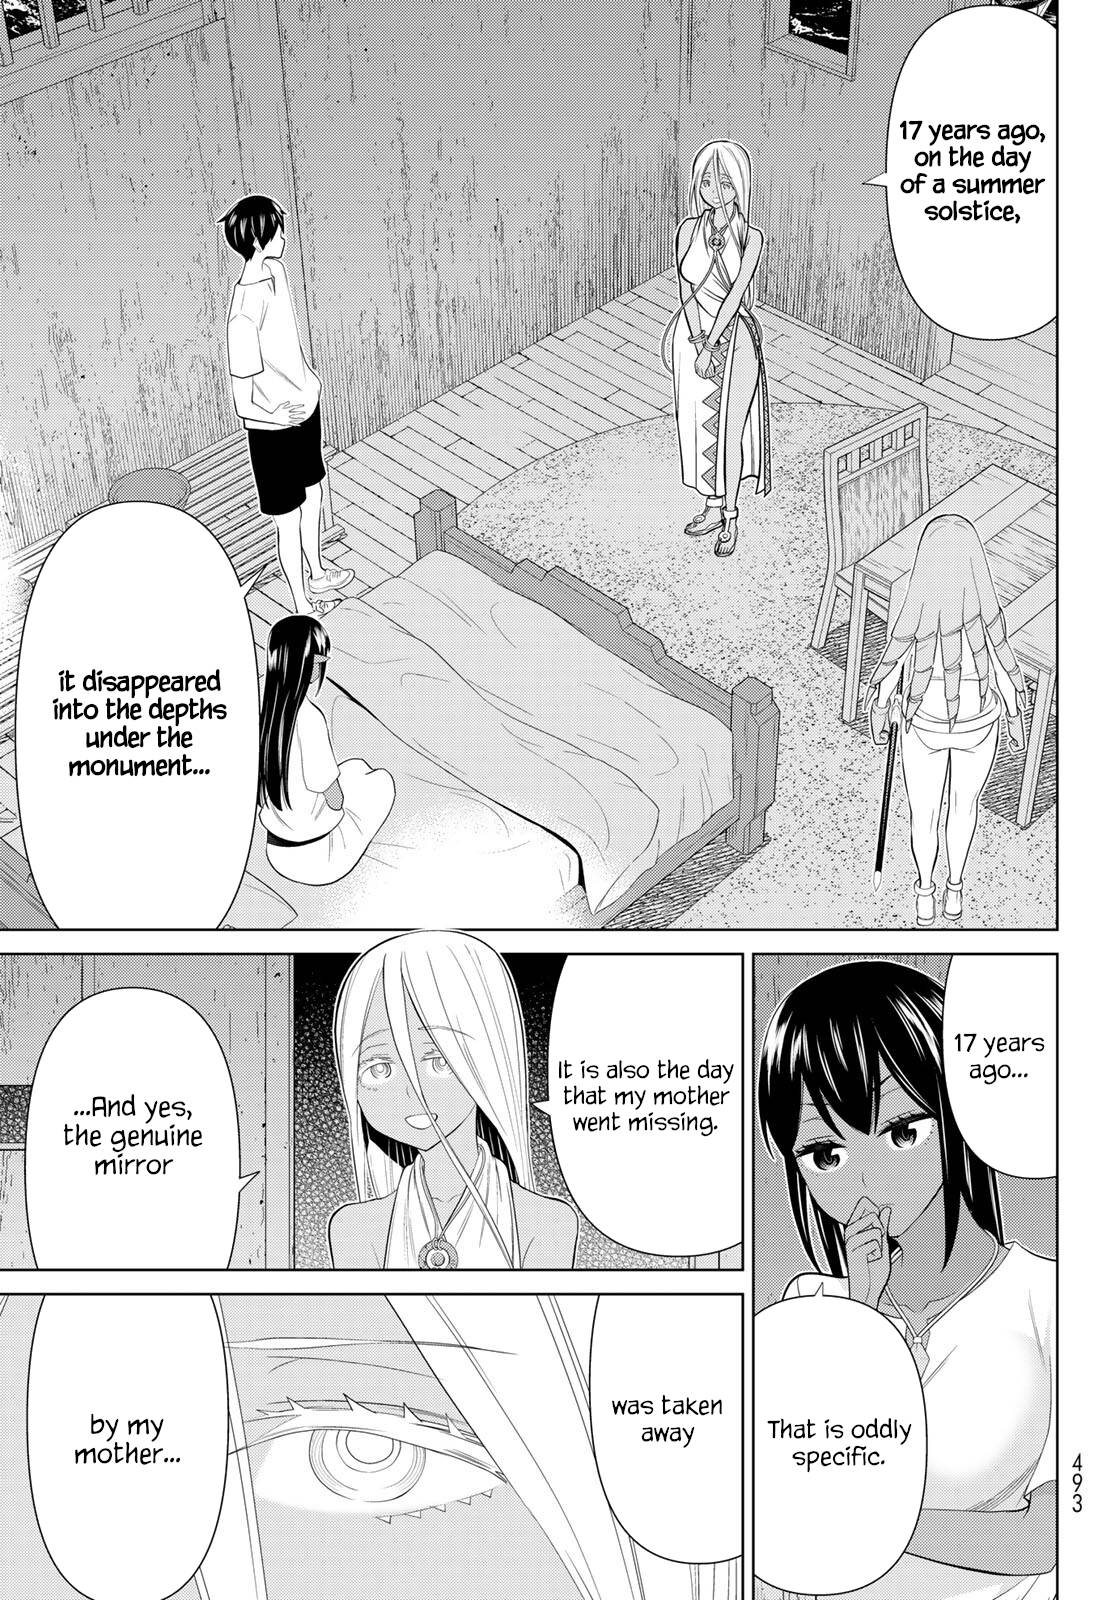 17 years ago,
on the day
of a summer
solstice,
it disappeared
into the depths
under the
monument...
17 years
ago...
That is oddly
specific.
It is also the day
that my mother
went missing.
...And yes,
the genuine
mirror
was taken
away
by my
mother...
493